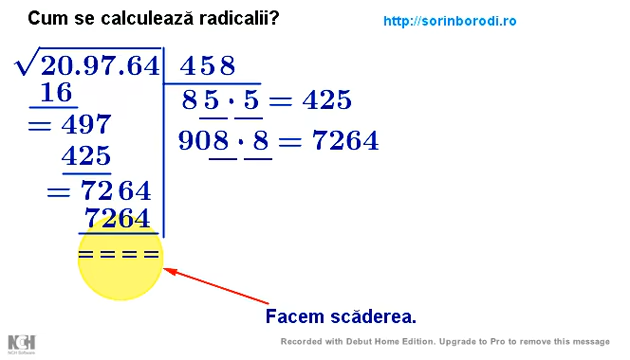 Cum se calculează radicalii?
http://sorinborodi.ro
√20.97.64 458
16
85·5=425
=497
908·8=7264
425
=7264
7264
====
Facem scăderea.
NCH
NCH Software
Recorded with Debut Home Edition. Upgrade to Pro to remove this message